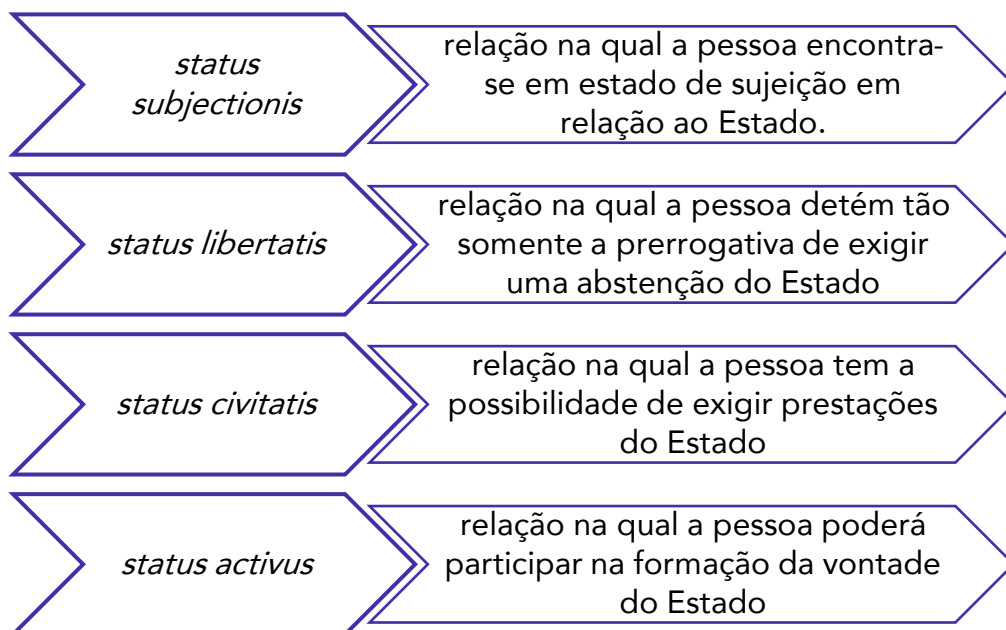 status
subjectionis
relação na qual a pessoa encontra-
se em estado de sujeição em
relação ao Estado.
status libertatis
relação na qual a pessoa detém tão
somente a prerrogativa de exigir
uma abstenção do Estado
status civitatis
relação na qual a pessoa tem a
possibilidade de exigir prestações
do Estado
status activus
relação na qual a pessoa poderá
participar na formação da vontade
do Estado